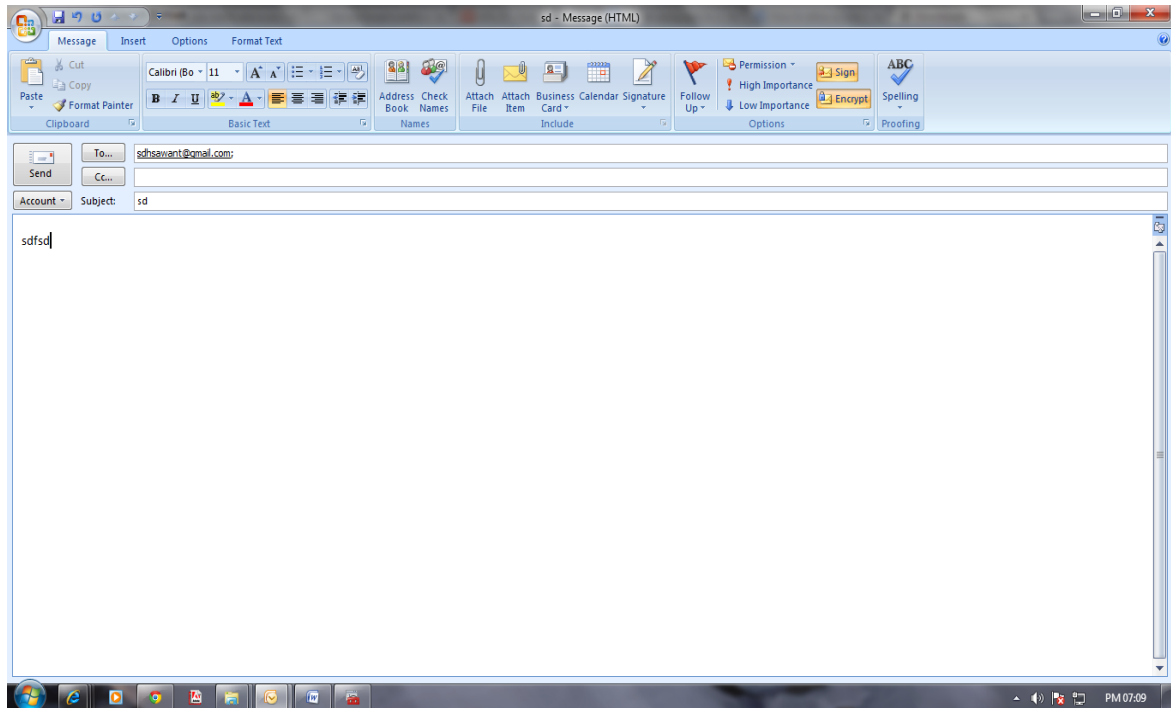 sd - Message (HTML)
Message Insert Options Format Text
Paste
Cut
Copy
Format Painter
Clipboard
Calibri (Bo 11
B I U
Basic Text
Address Book
Check Names
Names
Attach File
Attach Item
Business Card
Calendar
Signature
Include
Follow Up
Permission
High Importance
Low Importance
Sign
Encrypt
Options
ABC
Spelling
Proofing
Send
To... sdhsawant@gmail.com;
Cc...
Account Subject: sd
sdfsd
PM 07:09